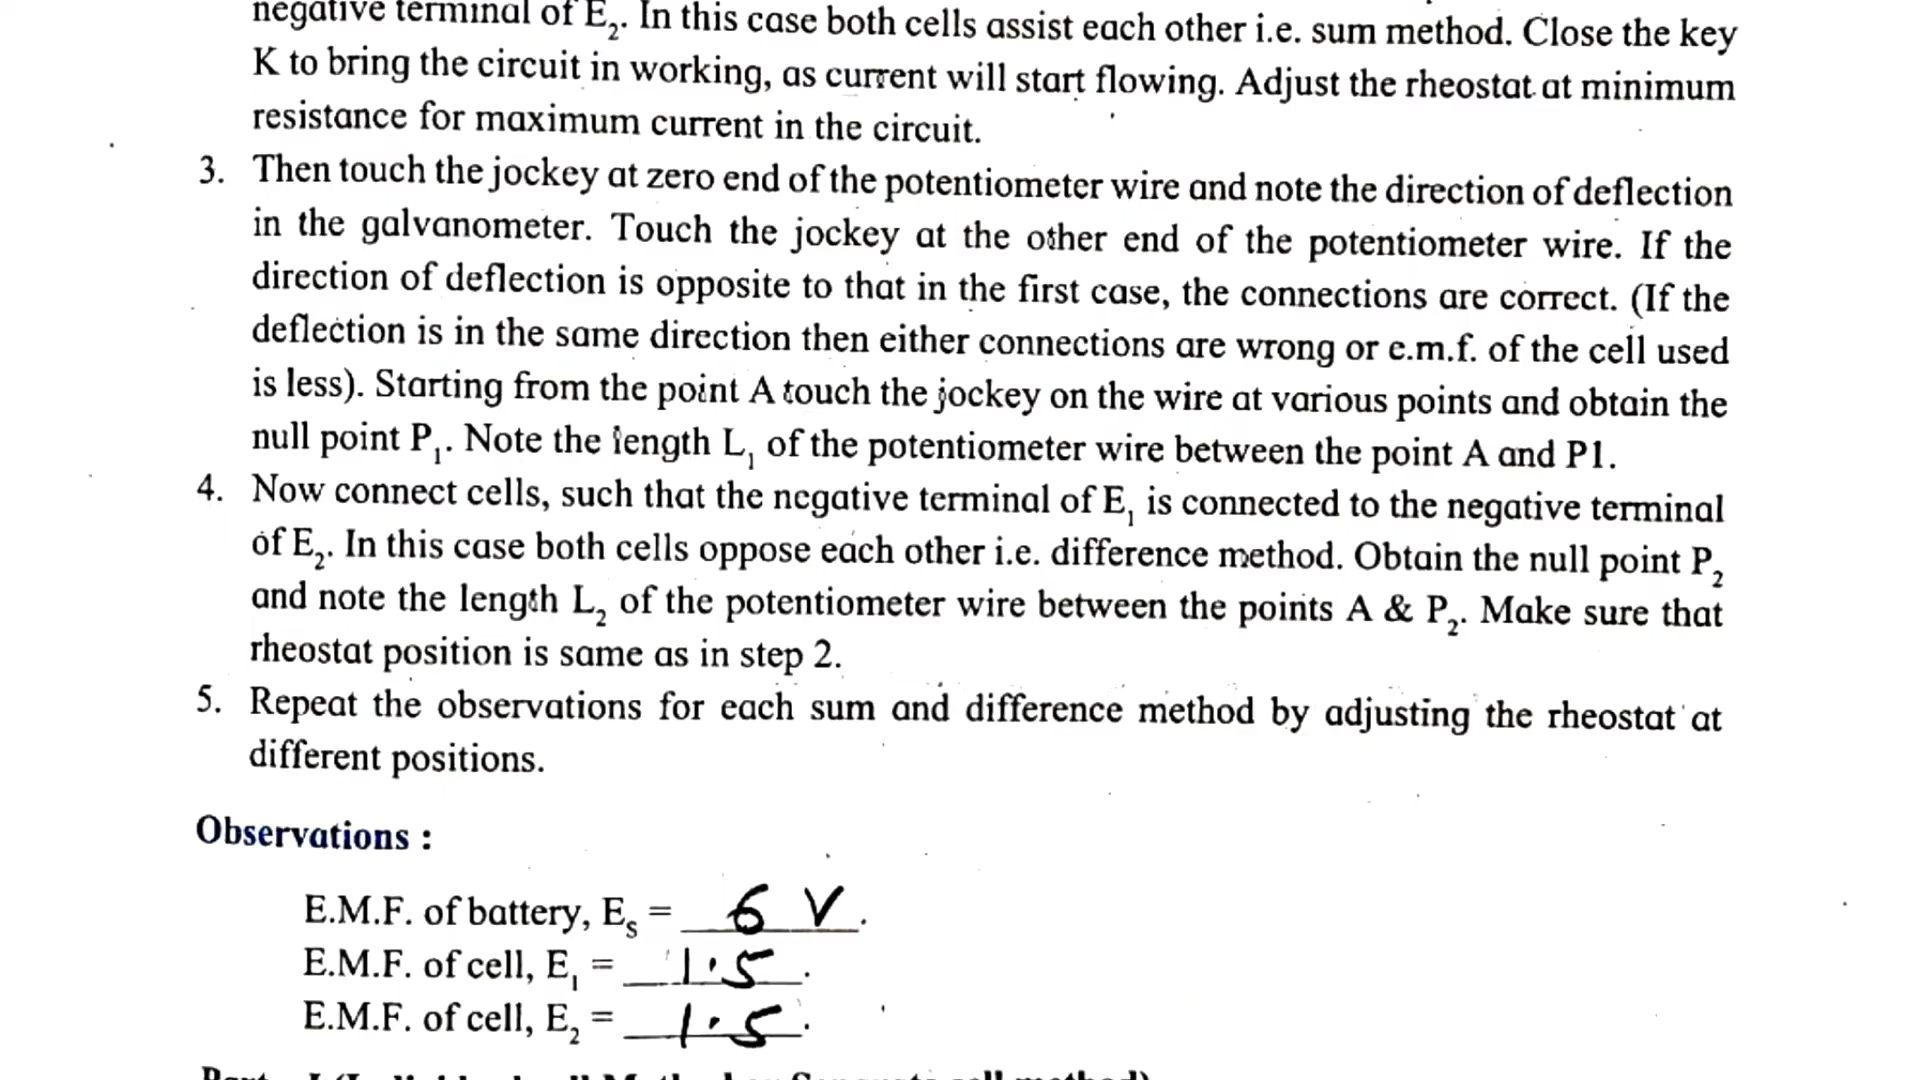 negative terminal of E₂. In this case both cells assist each other i.e. sum method. Close the key
K to bring the circuit in working, as current will start flowing. Adjust the rheostat at minimum
resistance for maximum current in the circuit.
3. Then touch the jockey at zero end of the potentiometer wire and note the direction of deflection
in the galvanometer. Touch the jockey at the other end of the potentiometer wire. If the
direction of deflection is opposite to that in the first case, the connections are correct. (If the
deflection is in the same direction then either connections are wrong or e.m.f. of the cell used
is less). Starting from the point A touch the jockey on the wire at various points and obtain the
null point P₁. Note the length L₁ of the potentiometer wire between the point A and P1.
4. Now connect cells, such that the negative terminal of E₁ is connected to the negative terminal
of E₂. In this case both cells oppose each other i.e. difference method. Obtain the null point P₂
and note the length L₂ of the potentiometer wire between the points A & P₂. Make sure that
rheostat position is same as in step 2.
5. Repeat the observations for each sum and difference method by adjusting the rheostat at
different positions.
Observations :
E.M.F. of battery, Eₛ = 6 V.
E.M.F. of cell, E₁ = 1.5.
E.M.F. of cell, E₂ = 1.5.